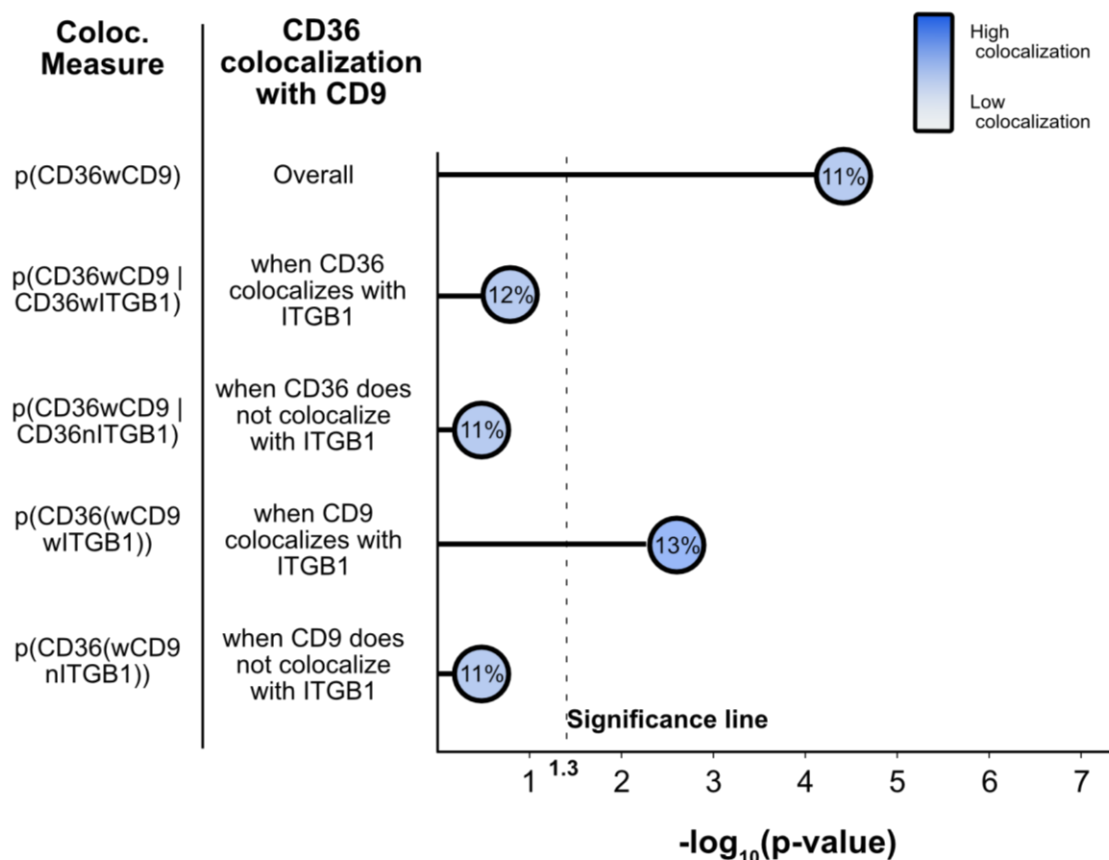 Coloc.
Measure
CD36
colocalization
with CD9
High
colocalization
Low
colocalization
p(CD36wCD9)
Overall
11%
p(CD36wCD9 |
CD36wITGB1)
when CD36
colocalizes with
ITGB1
12%
p(CD36wCD9 |
CD36nITGB1)
when CD36 does
not colocalize
with ITGB1
11%
p(CD36(wCD9
wITGB1))
when CD9
colocalizes with
ITGB1
13%
p(CD36(wCD9
nITGB1))
when CD9 does
not colocalize
with ITGB1
11%
Significance line
1 1.3 2 3 4 5 6 7
-log10(p-value)